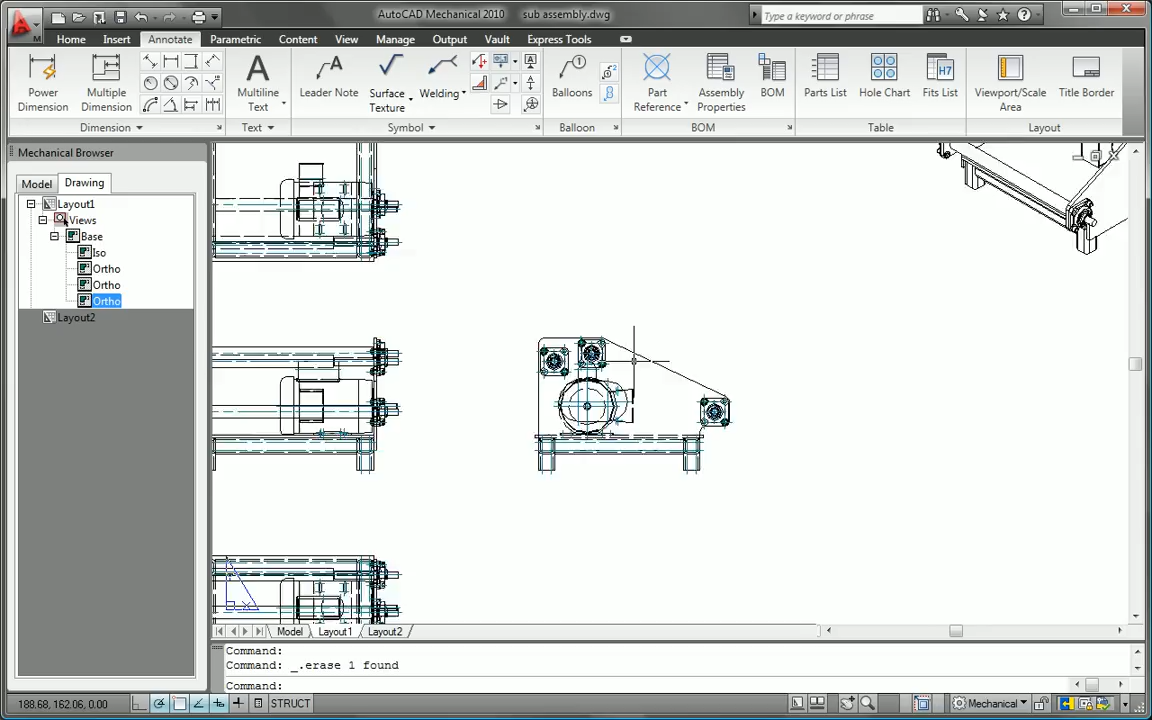 AutoCAD Mechanical 2010 sub assembly.dwg
Type a keyword or phrase
Home Insert Annotate Parametric Content View Manage Output Vault Express Tools
Power Dimension
Multiple Dimension
Multiline Text
Leader Note
Surface Texture
Welding
Balloons
Part Reference
Assembly Properties
BOM
Parts List
Hole Chart
Fits List
Viewport/Scale Area
Title Border
Dimension Text Symbol Balloon BOM Table Layout
Mechanical Browser
Model Drawing
Layout1
Views
Base
Iso
Ortho
Ortho
Ortho
Layout2
Model Layout1 Layout2
Command:
Command: _.erase 1 found
Command:
188.68, 162.06, 0.00 STRUCT Mechanical